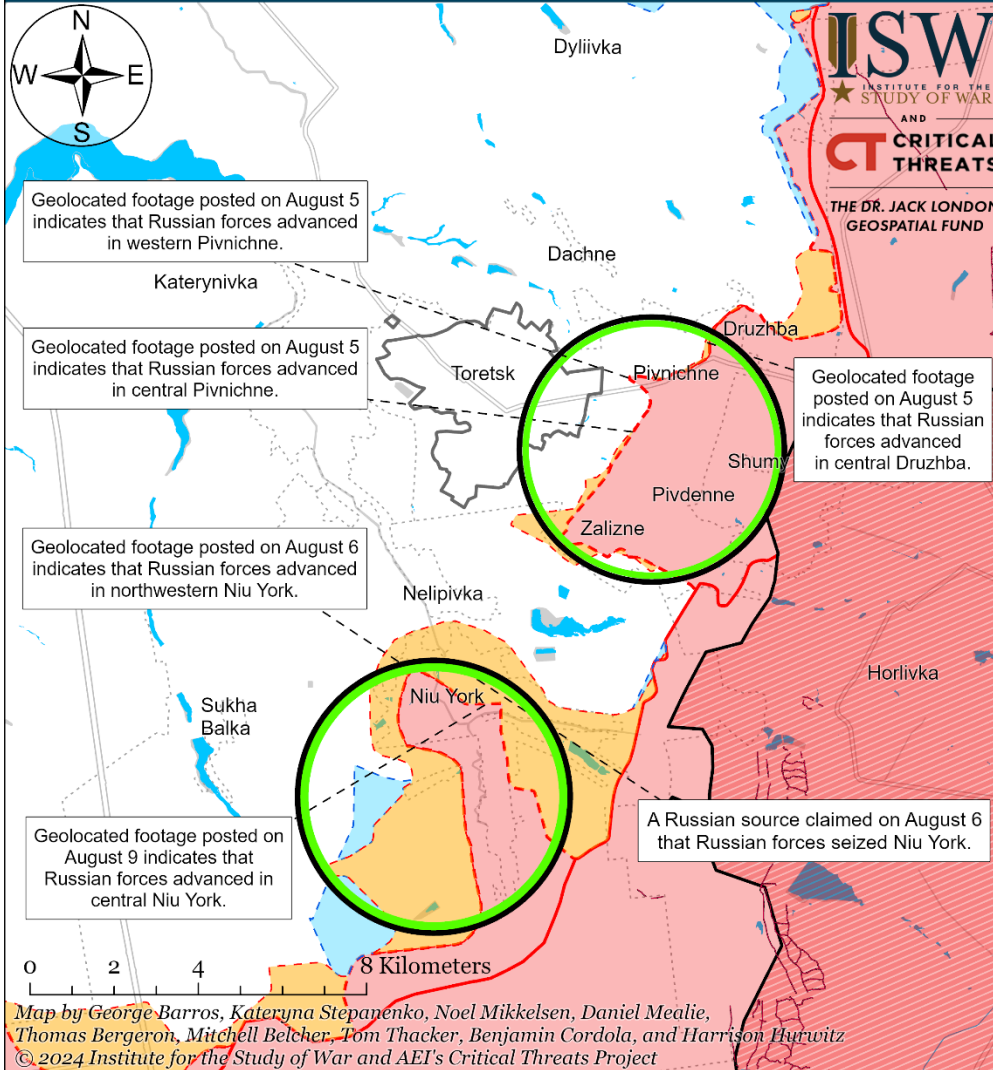 N
W
E
S
Dyliivka
ISW
INSTITUTE FOR THE
STUDY OF WAR
AND
CT CRITICAL
THREATS
THE DR. JACK LONDON
GEOSPATIAL FUND
Geolocated footage posted on August 5
indicates that Russian forces advanced
in western Pivnichne.
Dachne
Katerynivka
Druzhba
Geolocated footage posted on August 5
indicates that Russian forces advanced
in central Pivnichne.
Toretsk
Pivnichne
Geolocated footage
posted on August 5
indicates that Russian
forces advanced
in central Druzhba.
Shumy
Pivdenne
Zalizne
Geolocated footage posted on August 6
indicates that Russian forces advanced
in northwestern Niu York.
Nelipivka
Horlivka
Niu York
Sukha
Balka
Geolocated footage posted on
August 9 indicates that
Russian forces advanced in
central Niu York.
A Russian source claimed on August 6
that Russian forces seized Niu York.
0 2 4 8 Kilometers
Map by George Barros, Kateryna Stepanenko, Noel Mikkelsen, Daniel Mealie,
Thomas Bergeron, Mitchell Belcher, Tom Thacker, Benjamin Cordola, and Harrison Hurwitz
© 2024 Institute for the Study of War and AEI's Critical Threats Project